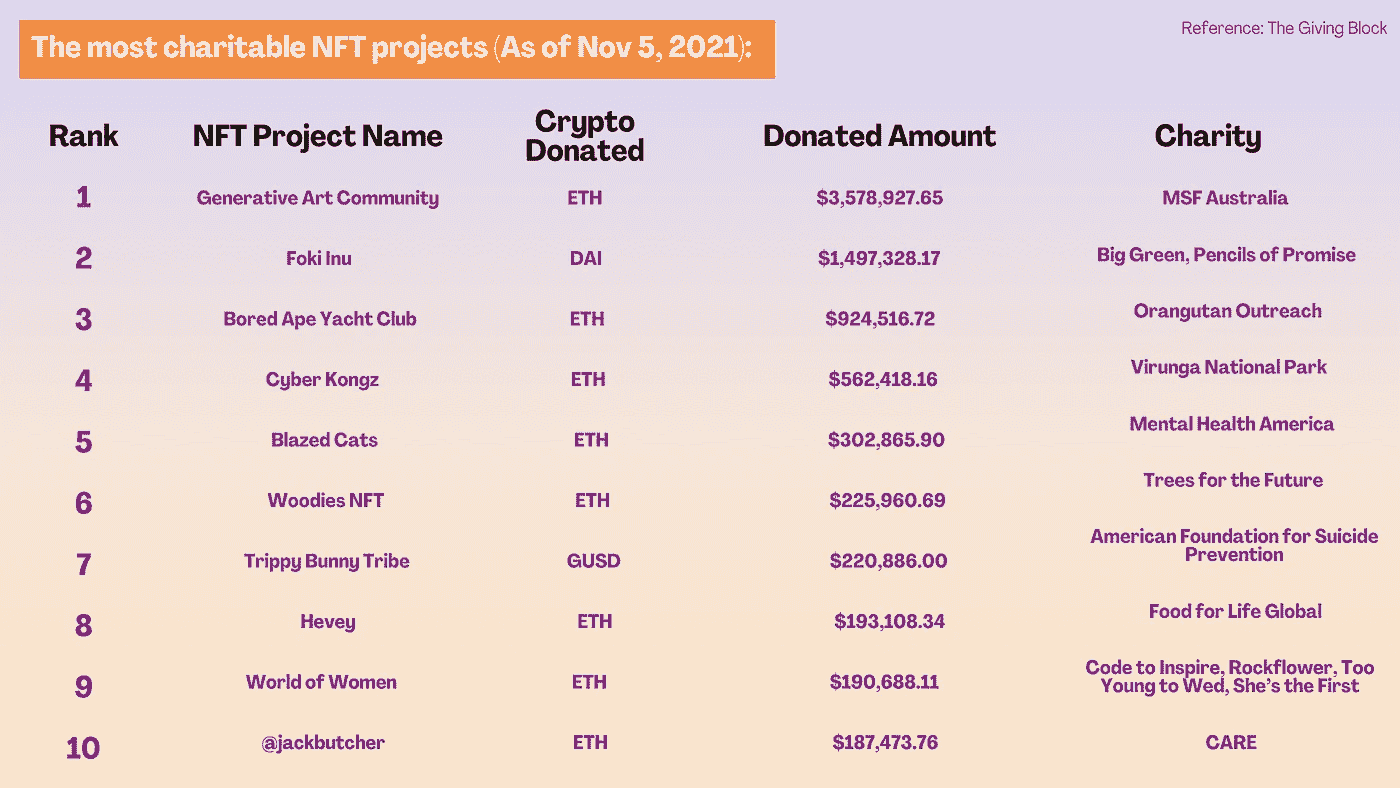 The most charitable NFT projects (As of Nov 5, 2021):
Reference: The Giving Block
Rank NFT Project Name Crypto Donated Donated Amount Charity
1 Generative Art Community ETH $3,578,927.65 MSF Australia
2 Foki Inu DAI $1,497,328.17 Big Green, Pencils of Promise
3 Bored Ape Yacht Club ETH $924,516.72 Orangutan Outreach
4 Cyber Kongz ETH $562,418.16 Virunga National Park
5 Blazed Cats ETH $302,865.90 Mental Health America
6 Woodies NFT ETH $225,960.69 Trees for the Future
7 Trippy Bunny Tribe GUSD $220,886.00 American Foundation for Suicide
Prevention
8 Hevey ETH $193,108.34 Food for Life Global
9 World of Women ETH $190,688.11 Code to Inspire, Rockflower, Too
Young to Wed, She's the First
10 @jackbutcher ETH $187,473.76 CARE